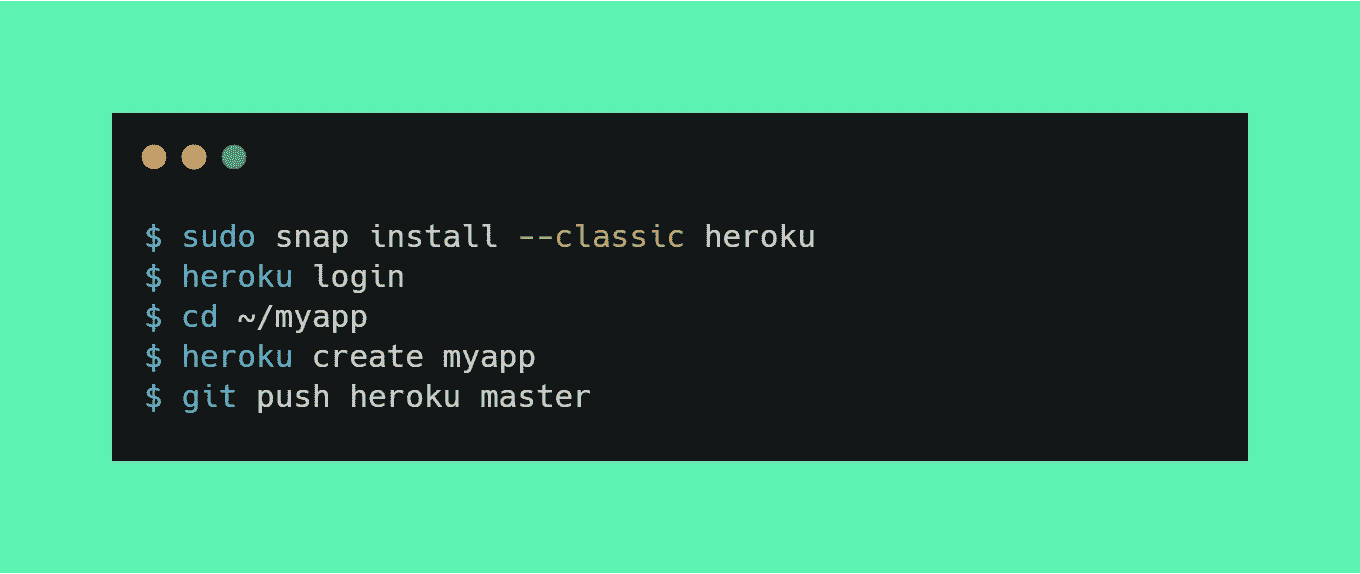 $ sudo snap install --classic heroku
$ heroku login
$ cd ~/myapp
$ heroku create myapp
$ git push heroku master